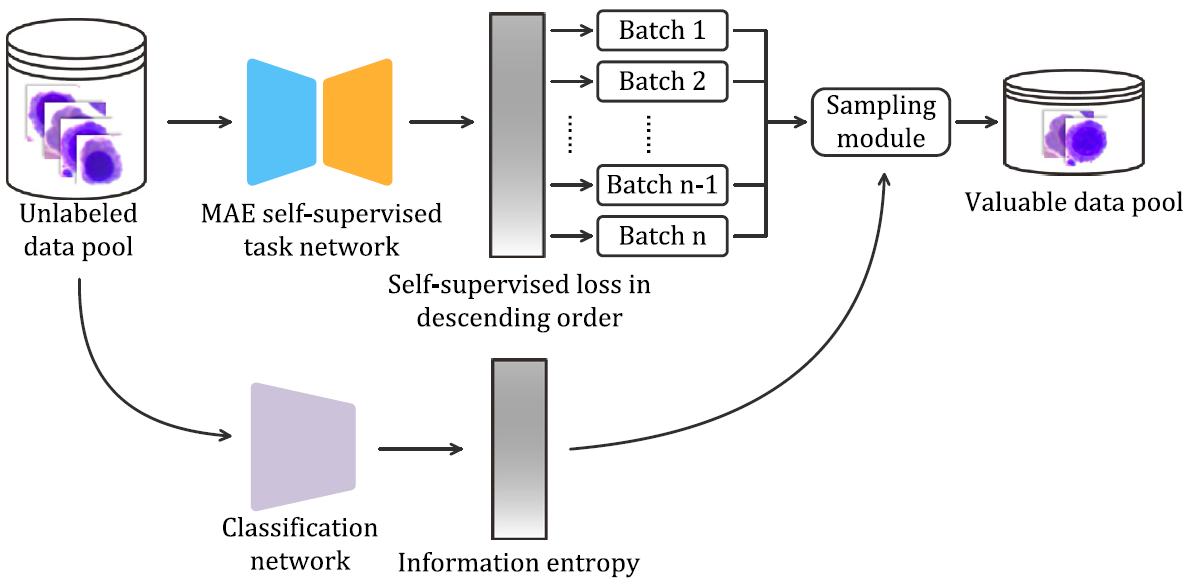 Batch 1
Batch 2
Batch n-1
Batch n
Sampling
module
Unlabeled
data pool
MAE self-supervised
task network
Valuable data pool
Self-supervised loss in
descending order
Classification
network
Information entropy